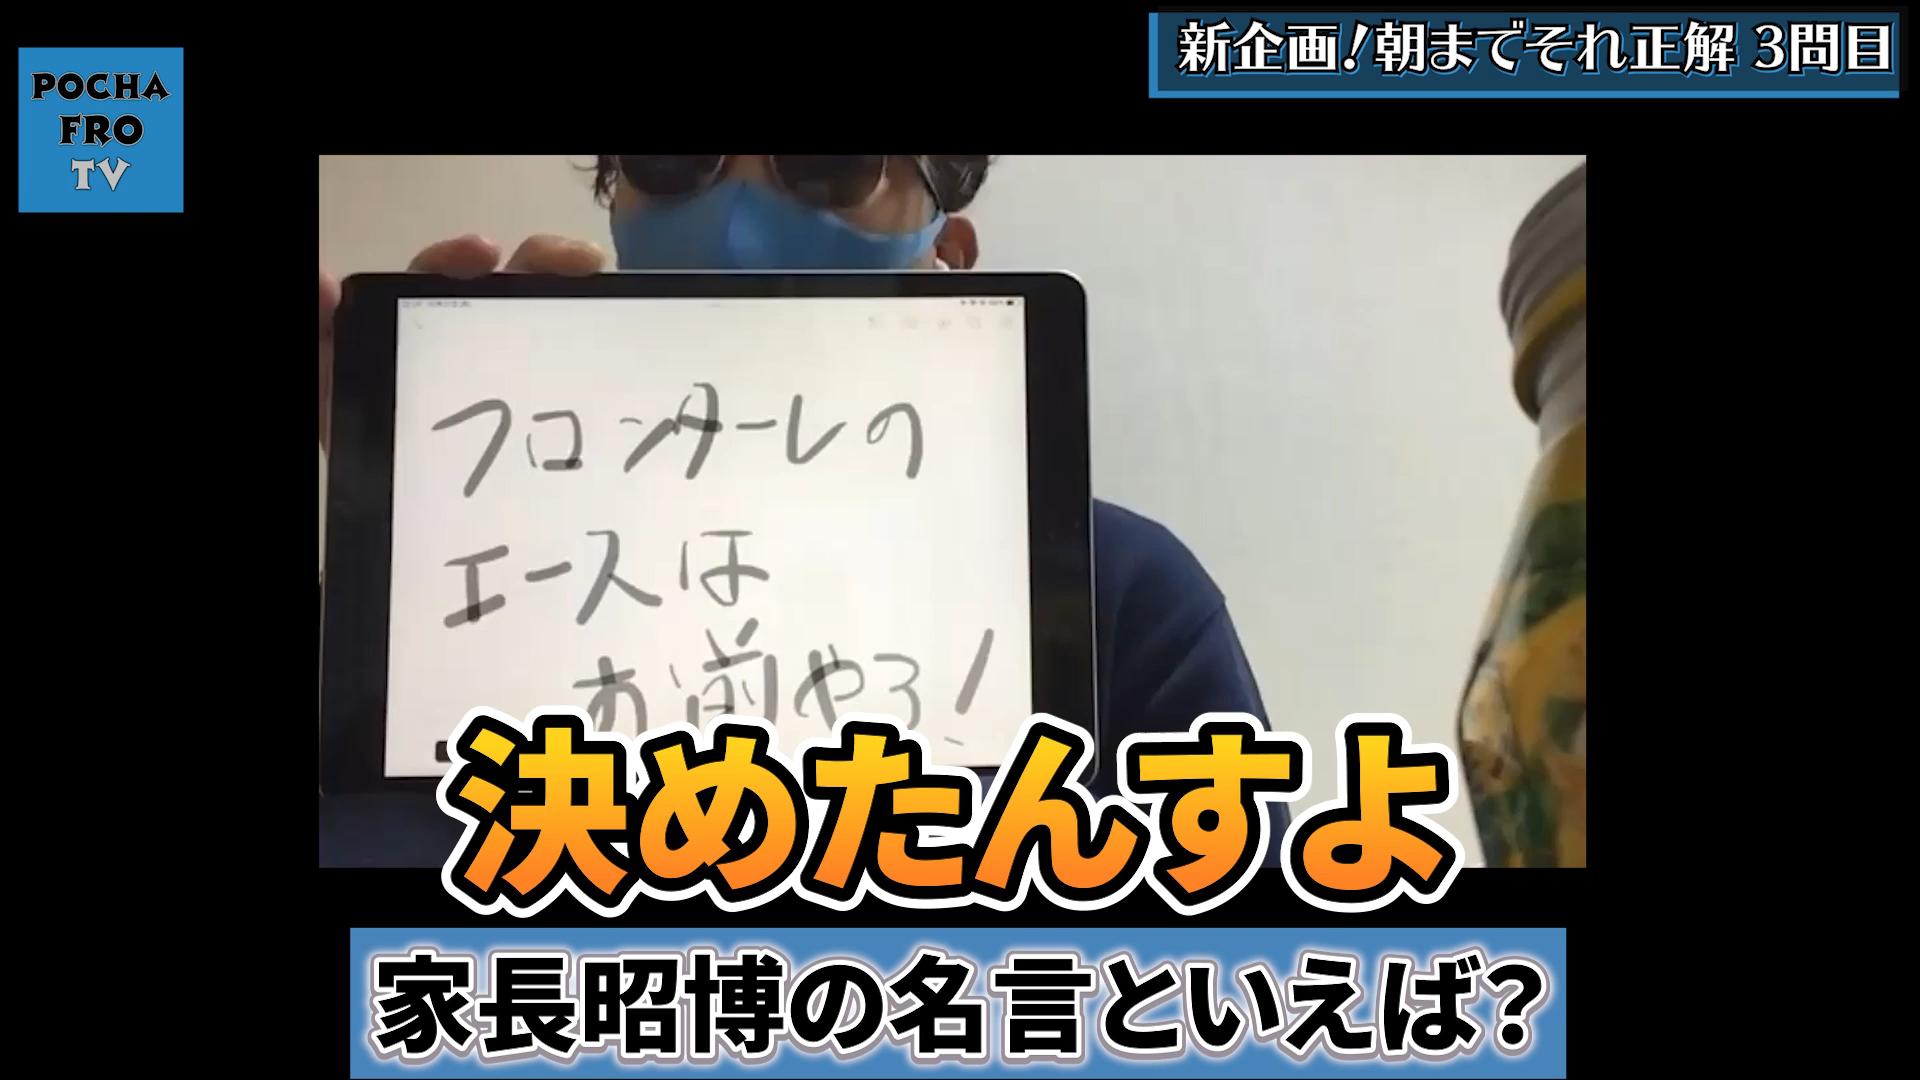 新企画!朝までそれ正解 3問目
POCHA
FRO
TV
フロンターレの
エースは
お前やろ!
決めたんすよ
家長昭博の名言といえば?